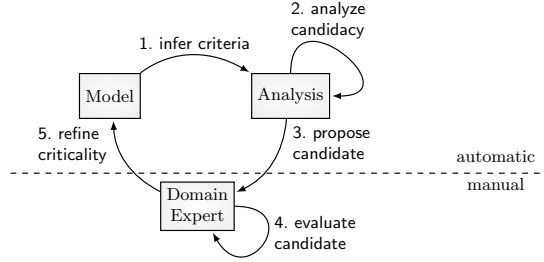 2. analyze
candidacy
1. infer criteria
Model
Analysis
5. refine
criticality
3. propose
candidate
automatic
manual
Domain
Expert
4. evaluate
candidate